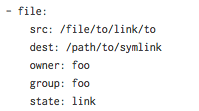 - file:
    src: /file/to/link/to
    dest: /path/to/symlink
    owner: foo
    group: foo
    state: link